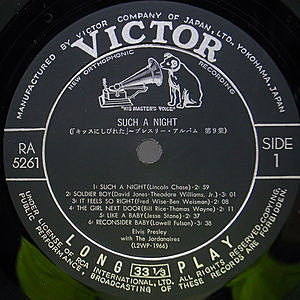 MANUFACTURED BY VICTOR COMPANY OF JAPAN, LTD., YOKOHAMA, JAPAN
VICTOR
NEW ORTHOPHONIC RECORDING
"HIS MASTER'S VOICE"
SUCH A NIGHT
(「キッスにしびれた」~プレスリー・アルバム 第9集)
RA
5261
SIDE
1
1: SUCH A NIGHT (Lincoln Chase) 2: 59
2: SOLDIER BOY (David Jones-Theodore Williams, Jr.) 3: 04
3: IT FEELS SO RIGHT (Fred Wise-Ben Weisman) 2: 09
4: THE GIRL NEXT DOOR (Bill Rice-Thomas Wayne) 2: 11
5: LIKE A BABY (Jesse Stone) 2: 38
6: RECONSIDER BABY (Lowell Fulson) 3: 37
Elvis Presley
with The Jordanaires
(L2WP-1966)
LONG 33 1/3 PLAY
UNDER LICENSE OF RCA INTERNATIONAL, LTD. ALL RIGHTS RESERVED. COPYING, PUBLIC PERFORMANCE, BROADCASTING OF THESE RECORDS ARE FORBIDDEN.